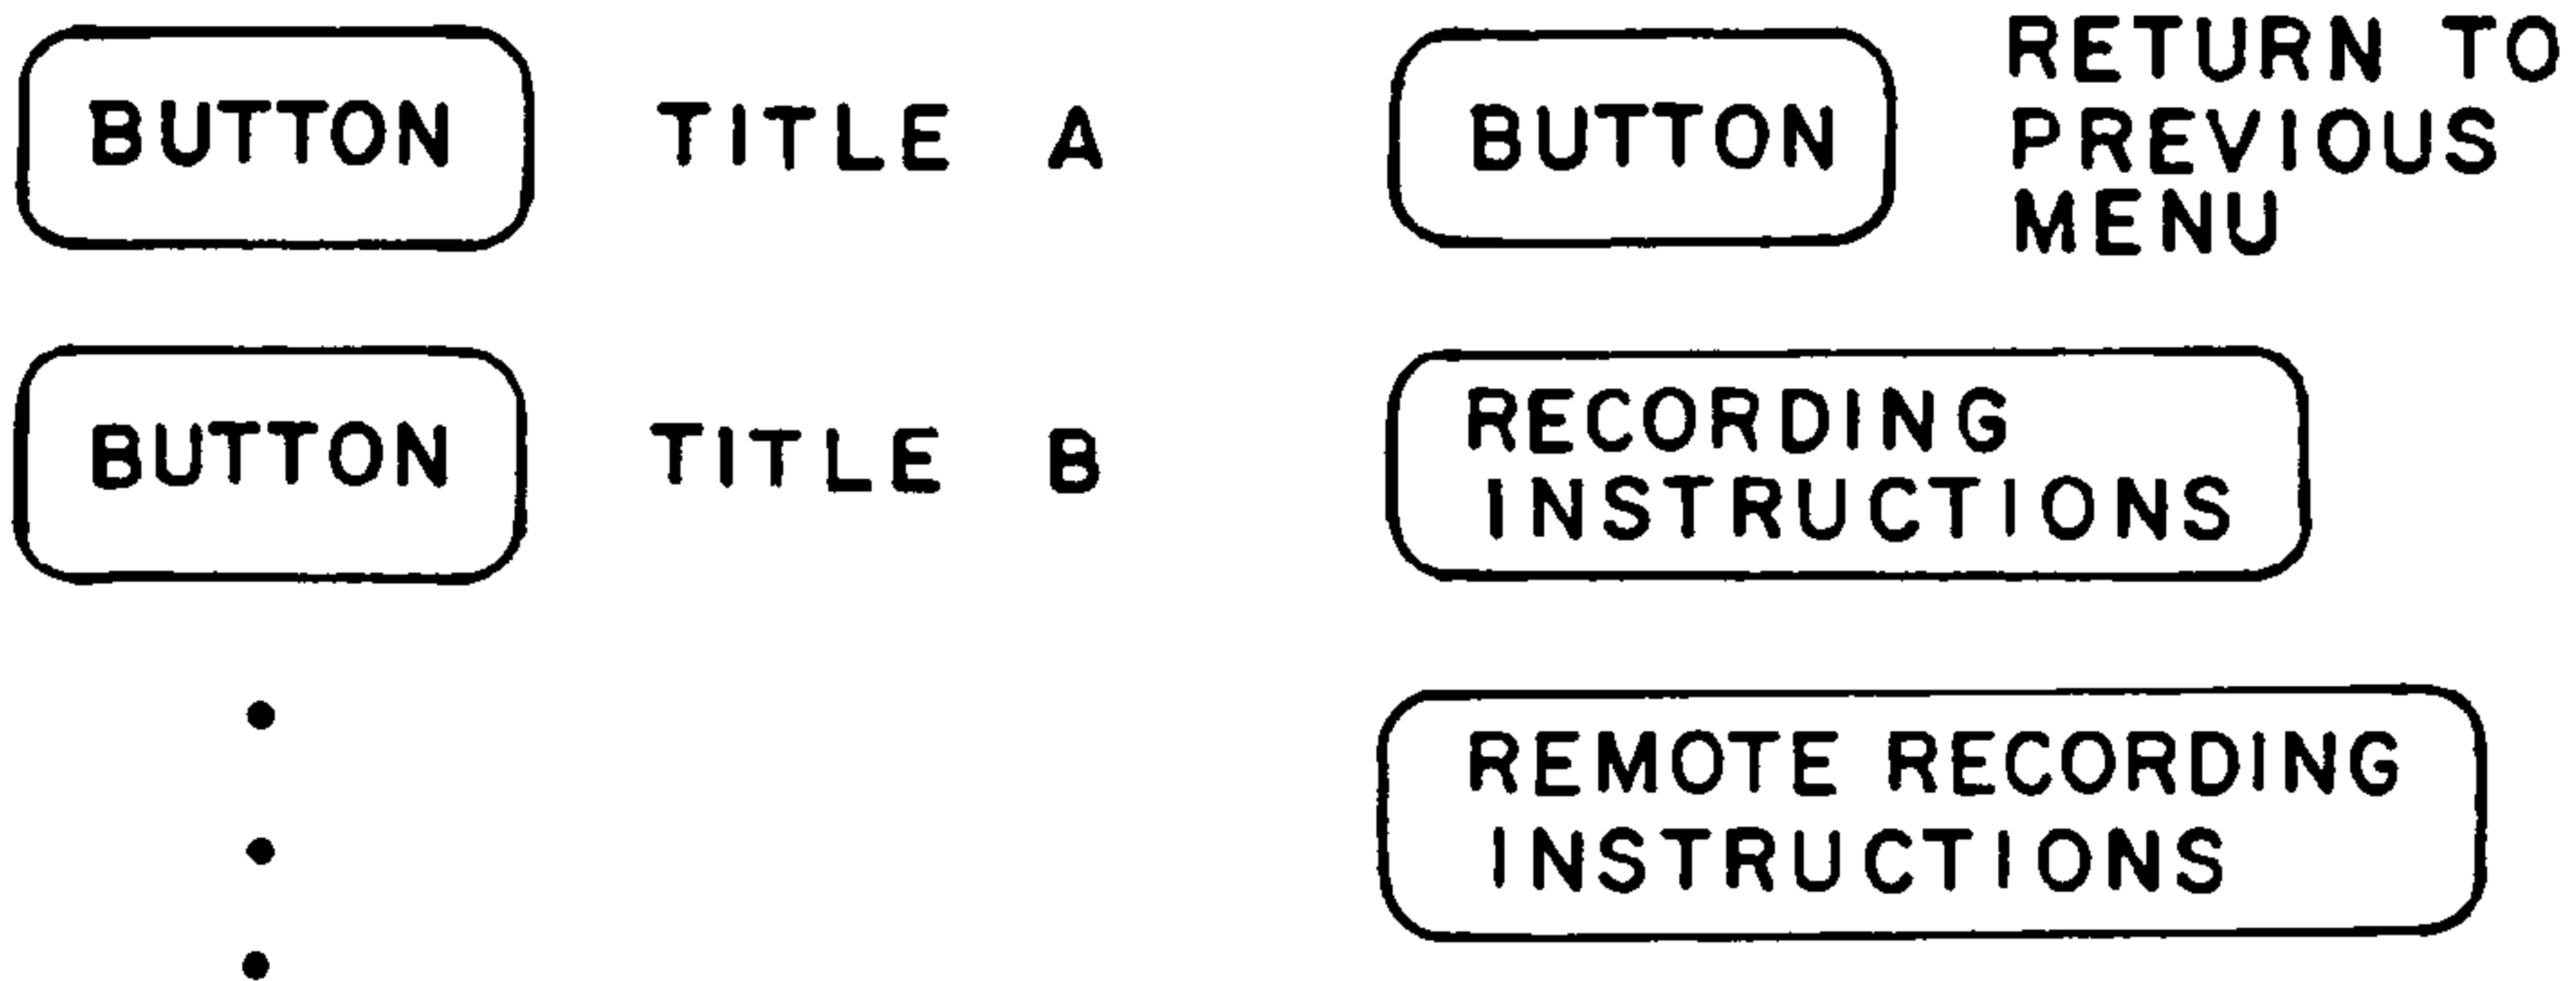 BUTTON TITLE A
BUTTON TITLE B
BUTTON
RETURN TO
PREVIOUS
MENU
RECORDING
INSTRUCTIONS
REMOTE RECORDING
INSTRUCTIONS